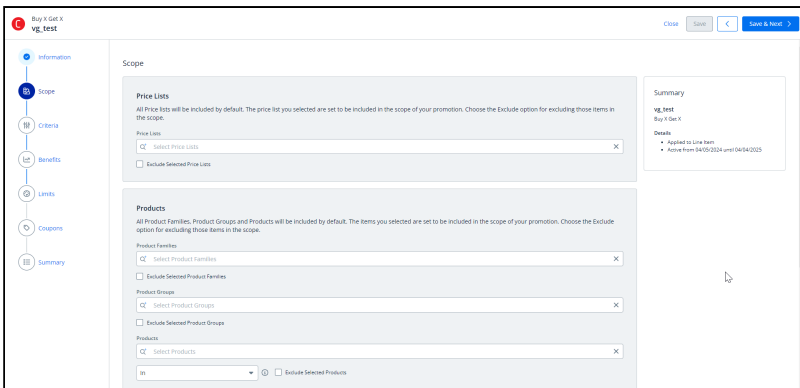 Buy X Get X
vg_test
Close
Save
Save & Next
Information
Scope
Criteria
Benefits
Limits
Coupons
Summary
Scope
Price Lists
All Price lists will be included by default. The price list you selected are set to be included in the scope of your promotion. Choose the Exclude option for excluding those items in
the scope.
Price Lists
Select Price Lists
Exclude Selected Price Lists
Products
All Product Families, Product Groups and Products will be included by default. The items you selected are set to be included in the scope of your promotion. Choose the Exclude
option for excluding those items in the scope.
Product Families
Select Product Families
Exclude Selected Product Families
Product Groups
Select Product Groups
Exclude Selected Product Groups
Products
Select Products
In
Exclude Selected Products
Summary
vg_test
Buy X Get X
Details
Applied to Line Item
Active from 04/05/2024 until 04/04/2025